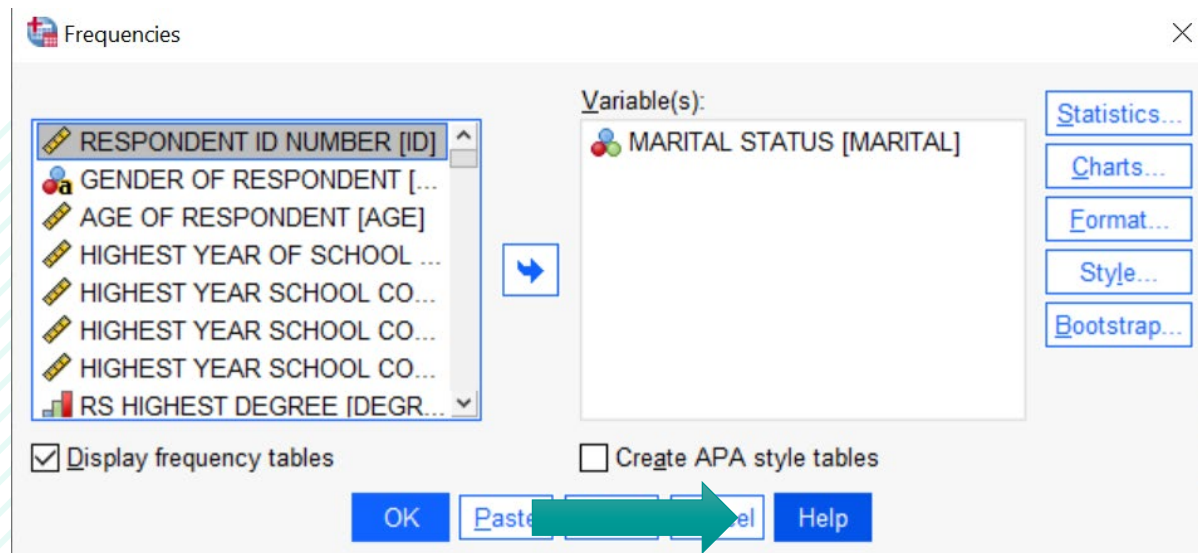 Frequencies
Variable(s):
RESPONDENT ID NUMBER [ID]
GENDER OF RESPONDENT [...
AGE OF RESPONDENT [AGE]
HIGHEST YEAR OF SCHOOL ...
HIGHEST YEAR SCHOOL CO...
HIGHEST YEAR SCHOOL CO...
HIGHEST YEAR SCHOOL CO...
RS HIGHEST DEGREE [DEGR...
MARITAL STATUS [MARITAL]
Statistics...
Charts...
Format...
Style...
Bootstrap...
Display frequency tables
Create APA style tables
OK Paste el Help